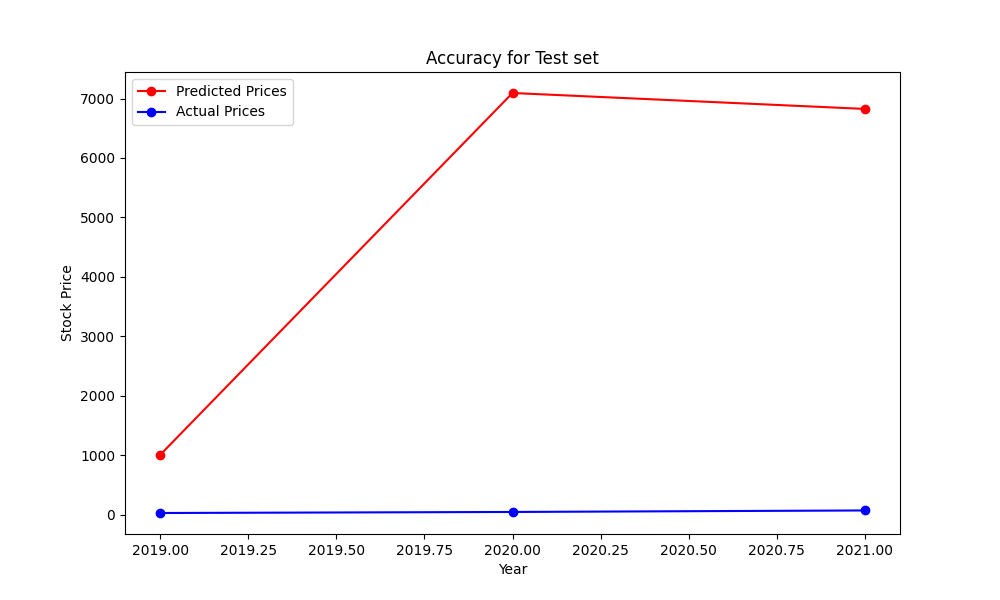 Accuracy for Test set
Predicted Prices
Actual Prices
7000
6000
5000
4000
3000
2000
1000
0
Stock Price
2019.00 2019.25 2019.50 2019.75 2020.00 2020.25 2020.50 2020.75 2021.00
Year